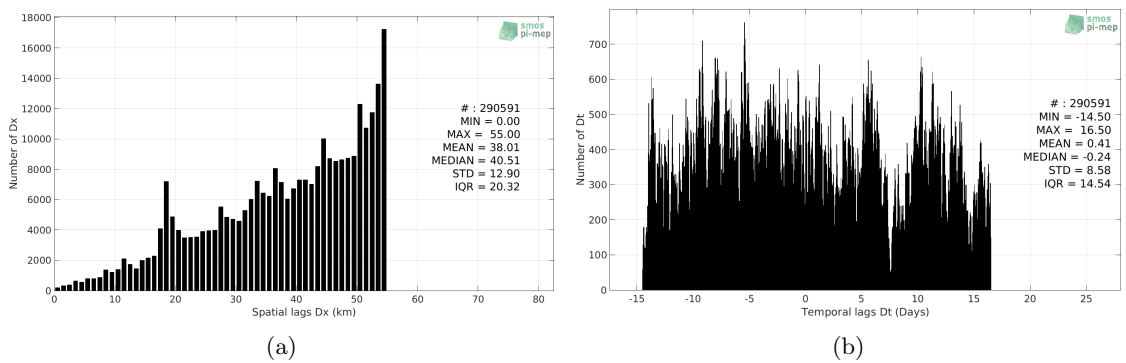 18000
16000
14000
12000
10000
8000
6000
4000
2000
0
Number of Dx
smos
pi-mep
# : 290591
MIN = 0.00
MAX = 55.00
MEAN = 38.01
MEDIAN = 40.51
STD = 12.90
IQR = 20.32
0 10 20 30 40 50 60 70 80
Spatial lags Dx (km)
(a)
700
600
500
400
300
200
100
0
Number of Dt
smos
pi-mep
# : 290591
MIN = -14.50
MAX = 16.50
MEAN = 0.41
MEDIAN = -0.24
STD = 8.58
IQR = 14.54
-15 -10 -5 0 5 10 15 20 25
Temporal lags Dt (Days)
(b)